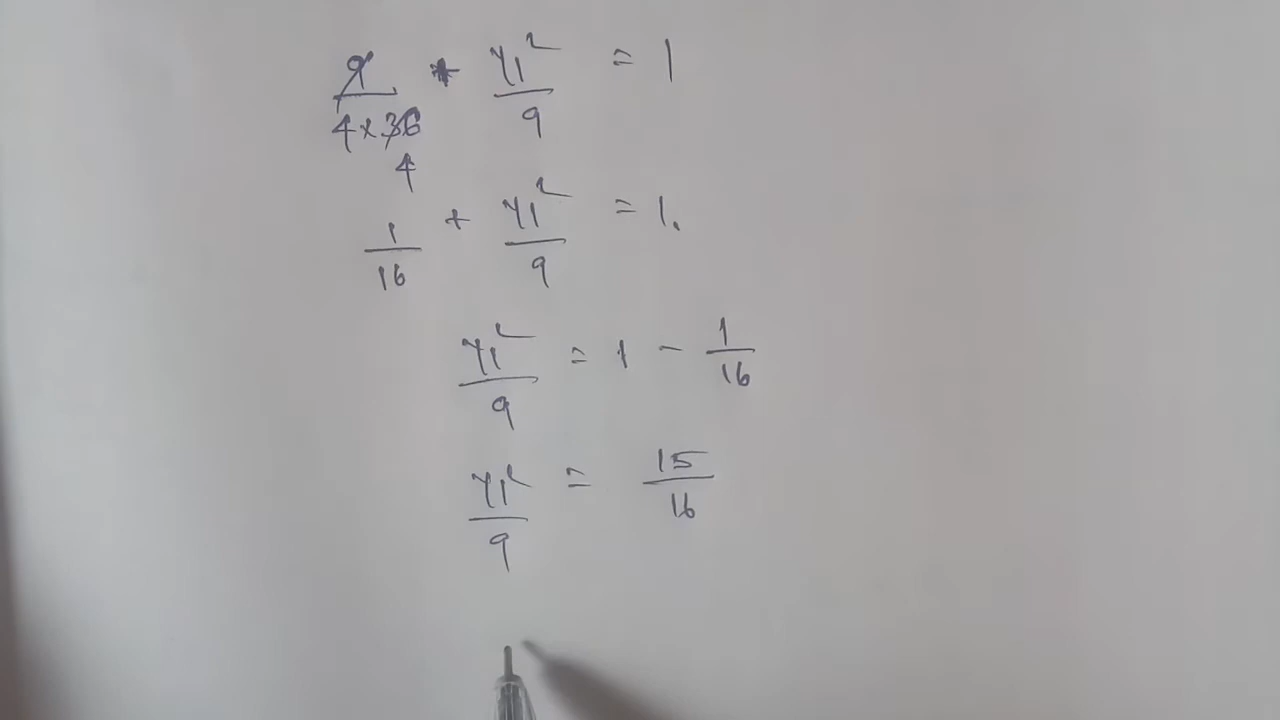 9/(4×36) + y₁²/9 = 1
4
1/16 + y₁²/9 = 1.
y₁²/9 = 1 - 1/16
y₁²/9 = 15/16